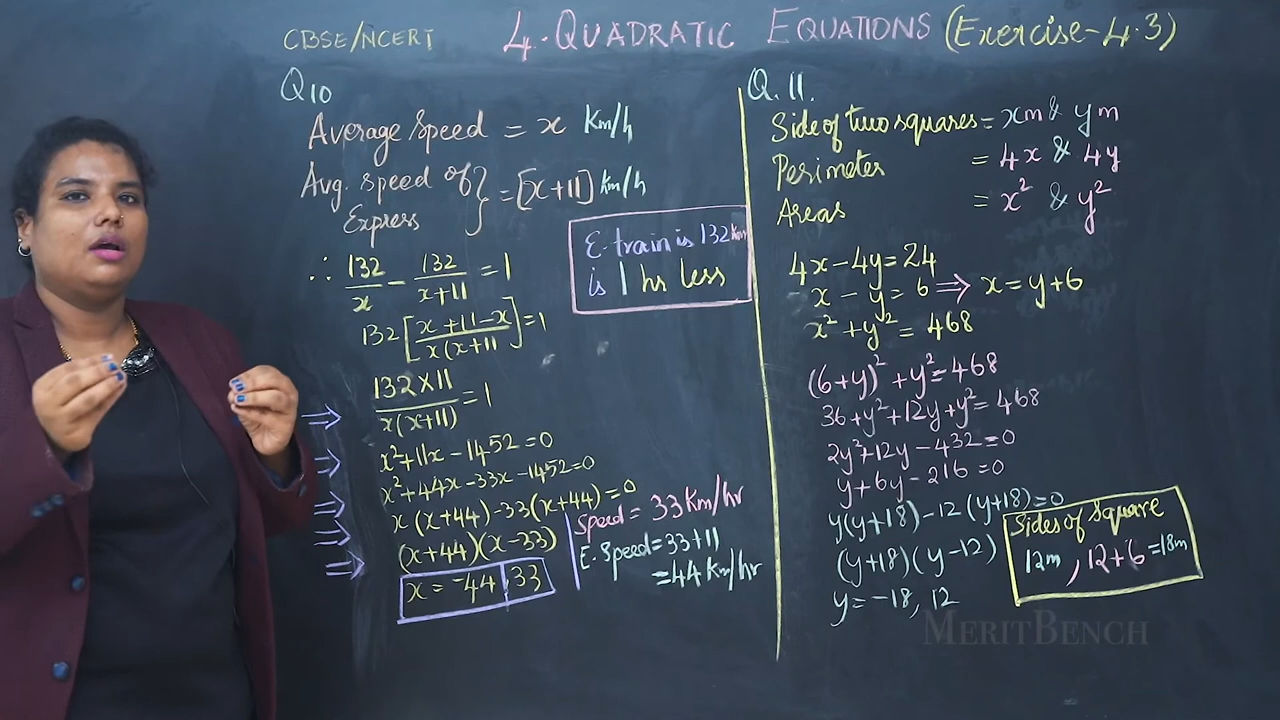 CBSE/NCERT 4. QUADRATIC EQUATIONS (Exercise-4.3)
Q10
Average speed = x Km/h
Avg. speed of Express } = [x+11] Km/h
E. train is 132 Km
is 1 hr less
∴ 132/x - 132/x+11 = 1
132 [x+11-x/x(x+11] = 1
132×11/x(x+11) = 1
⇒ x²+11x-1452=0
⇒ x²+44x-33x-1452=0
⇒ x(x+44)-33(x+44)=0
⇒ (x+44)(x-33)
⇒ x = -44, 33
Speed = 33 Km/hr
E. Speed = 33+11
= 44 Km/hr
Q.11.
Side of two squares = xm & ym
Perimeter = 4x & 4y
Areas = x² & y²
4x-4y=24
x-y=6 ⇒ x=y+6
x²+y²=468
(6+y)²+y²=468
36+y²+12y+y²=468
2y²+12y-432=0
y+6y-216=0
y(y+18)-12(y+18)=0
(y+18)(y-12)
y=-18, 12
Sides of Square
12m, 12+6=18m
MERITBENCH